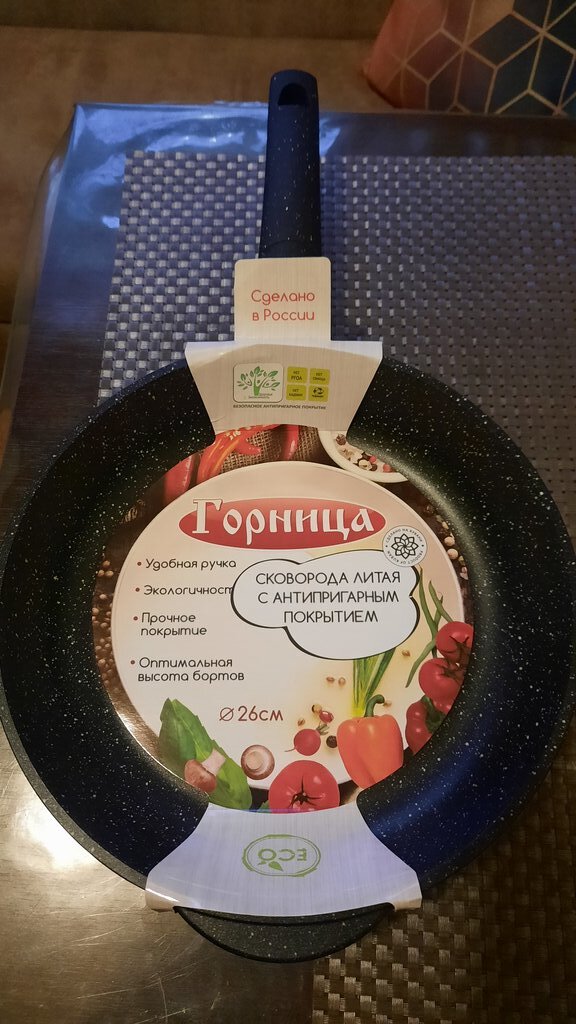 Сделано
в России
БЕЗОПАСНОЕ АНТИПРИГАРНОЕ ПОКРЫТИЕ
Горница
• Удобная ручка
• Экологичност
• Прочное
покрытие
• Оптимальная
высота бортов
СКОВОРОДА ЛИТАЯ
С АНТИПРИГАРНЫМ
ПОКРЫТИЕМ
⌀ 26см
ECO